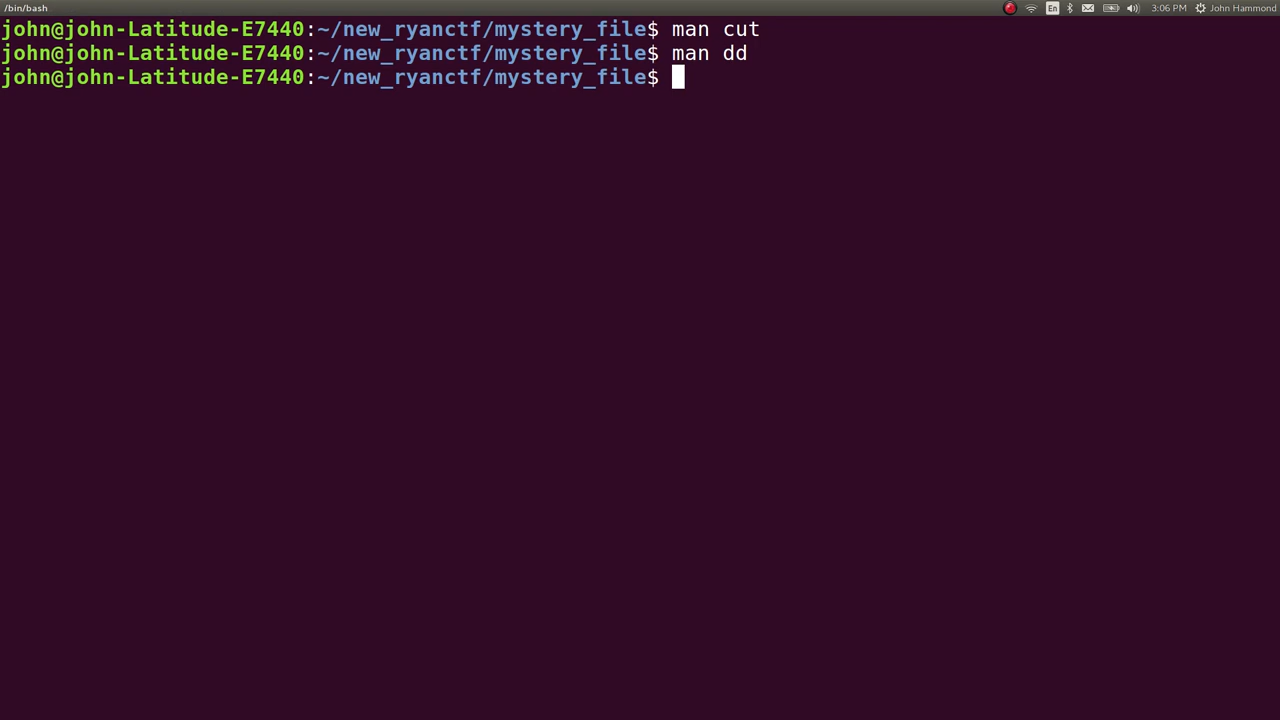 /bin/bash En 3:06 PM John Hammond
john@john-Latitude-E7440:~/new_ryanctf/mystery_file$ man cut
john@john-Latitude-E7440:~/new_ryanctf/mystery_file$ man dd
john@john-Latitude-E7440:~/new_ryanctf/mystery_file$